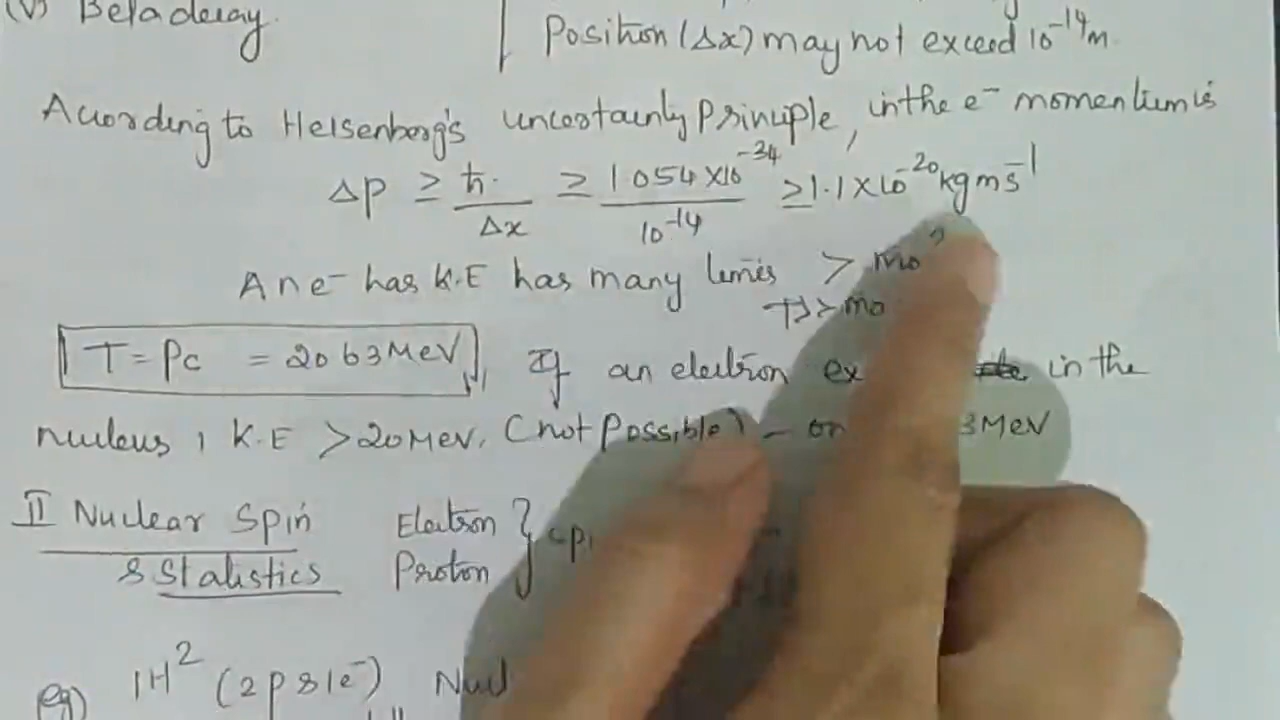 (V) Beta decay.
Position (Δx) may not exceed 10⁻¹⁴m.
According to Heisenberg's uncertainty principle, in the e⁻ momentum is
Δp ≥ ħ/Δx ≥ 1.054×10⁻³⁴/10⁻¹⁴ ≥ 1.1×10⁻²⁰ kgms⁻¹
An e⁻ has K.E has many times > m₀
T>>m₀
T = Pc = 20.63MeV, If an electron ex in the
nucleus, K.E > 20MeV. (not possible) – 3MeV
II Nuclear Spin Electron } spi
& Statistics Proton
eg) 1H² (2p & 1e⁻) Nucl